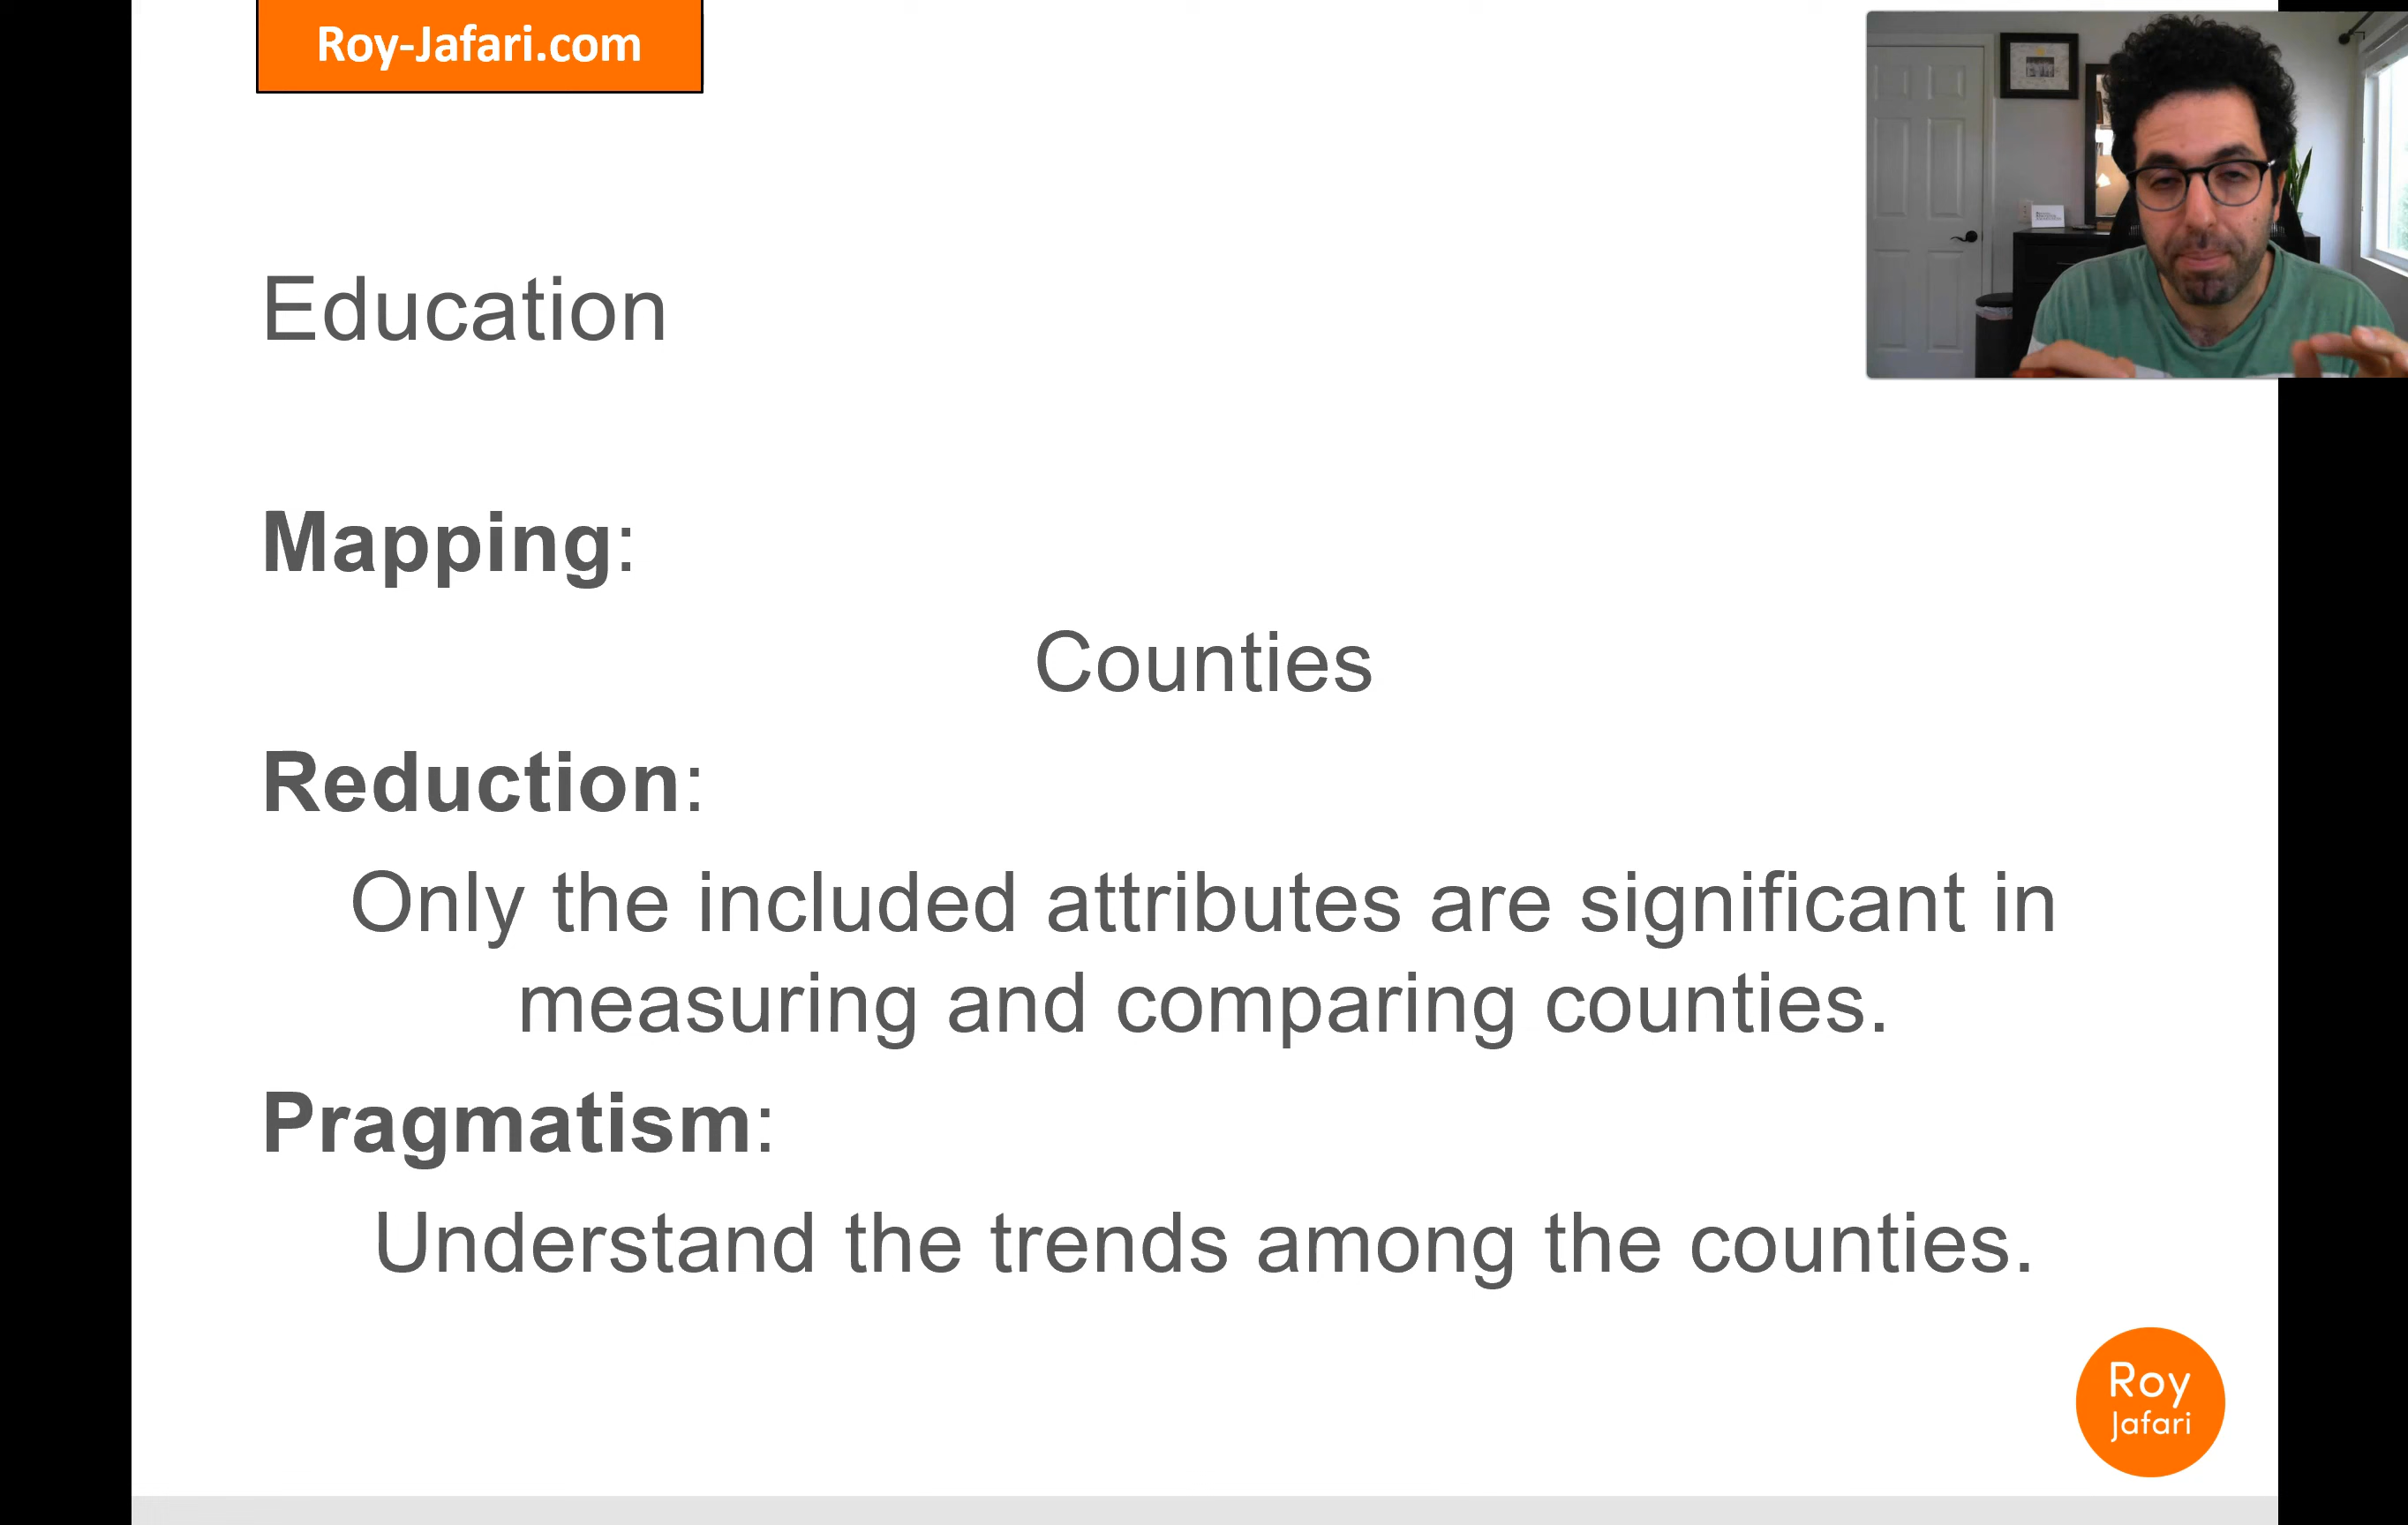 Roy-Jafari.com
Education
Mapping:
Counties
Reduction:
Only the included attributes are significant in
measuring and comparing counties.
Pragmatism:
Understand the trends among the counties.
Roy
Jafari